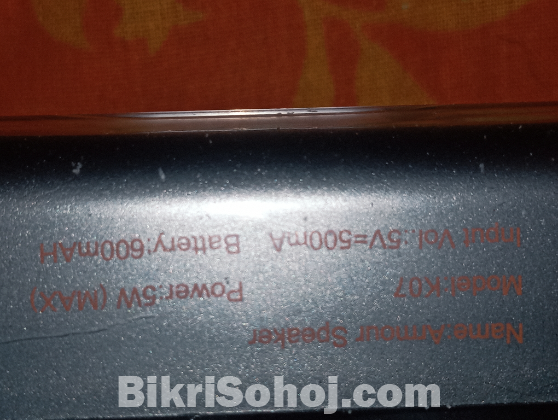 Name:Armour Speaker
Model:K07 Power:5W (MAX)
Input Vol.:5V=500mA Battery:600mAH
BikriSohoj.com